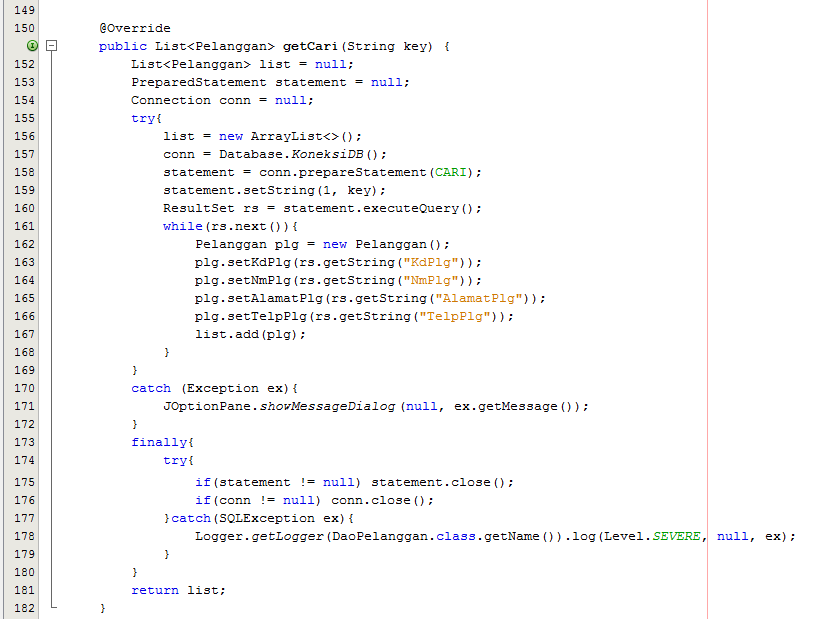 149
150 @Override
public List<Pelanggan> getCari(String key) {
152 List<Pelanggan> list = null;
153 PreparedStatement statement = null;
154 Connection conn = null;
155 try{
156 list = new ArrayList<>();
157 conn = Database.KoneksiDB();
158 statement = conn.prepareStatement(CARI);
159 statement.setString(1, key);
160 ResultSet rs = statement.executeQuery();
161 while(rs.next()){
162 Pelanggan plg = new Pelanggan();
163 plg.setKdPlg(rs.getString("KdPlg"));
164 plg.setNmPlg(rs.getString("NmPlg"));
165 plg.setAlamatPlg(rs.getString("AlamatPlg"));
166 plg.setTelpPlg(rs.getString("TelpPlg"));
167 list.add(plg);
168 }
169 }
170 catch (Exception ex){
171 JOptionPane.showMessageDialog(null, ex.getMessage());
172 }
173 finally{
174 try{
175 if(statement != null) statement.close();
176 if(conn != null) conn.close();
177 }catch(SQLException ex){
178 Logger.getLogger(DaoPelanggan.class.getName()).log(Level.SEVERE, null, ex);
179 }
180 }
181 return list;
182 }